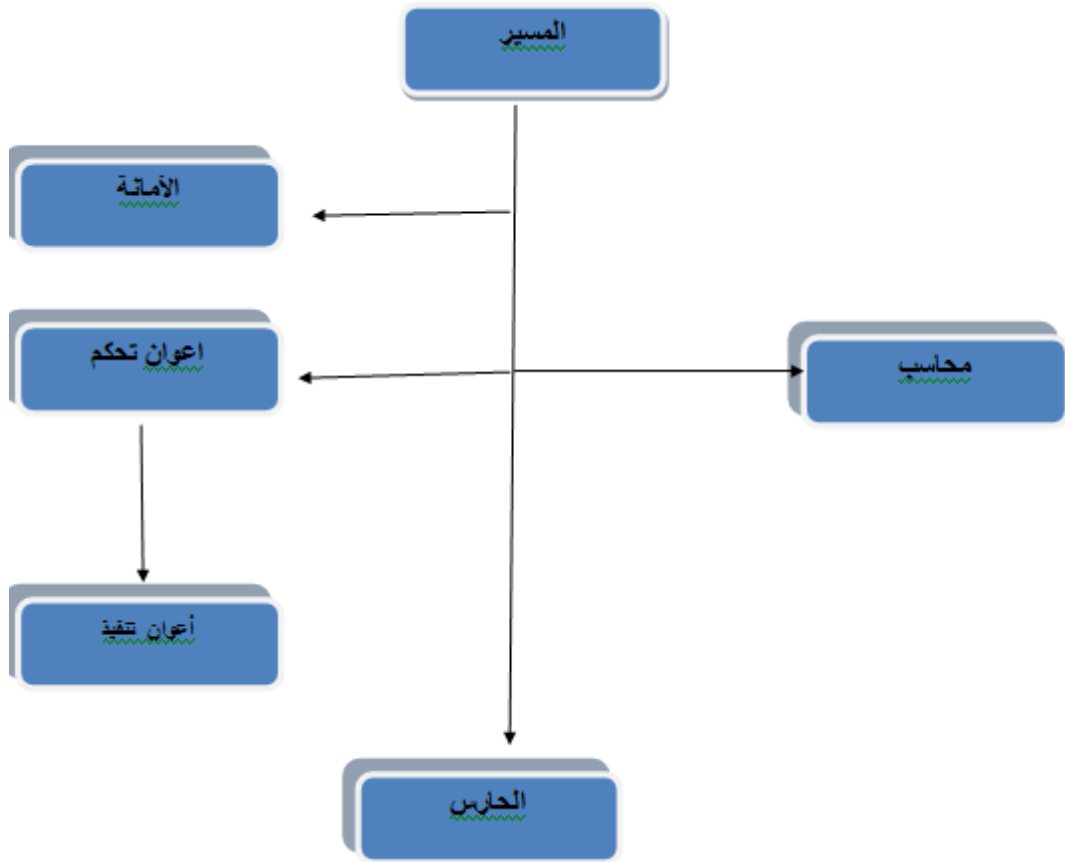 المسير
الأمانة
اعوان تحكم
محاسب
أعوان تنفيذ
الحارس